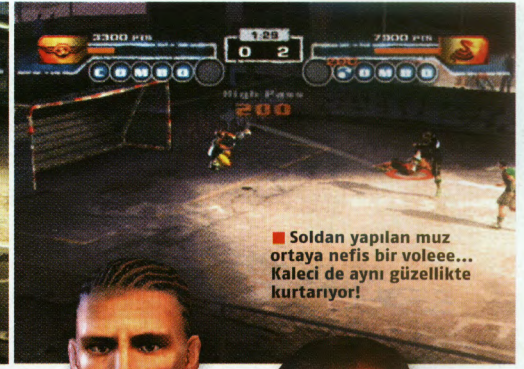 3300 PTS
1:29
7900 PTS
0 2
COMBO
COMBO
High Pass
200
■ Soldan yapılan muz
ortaya nefis bir voleee...
Kaleci de aynı güzellikte
kurtarıyor!